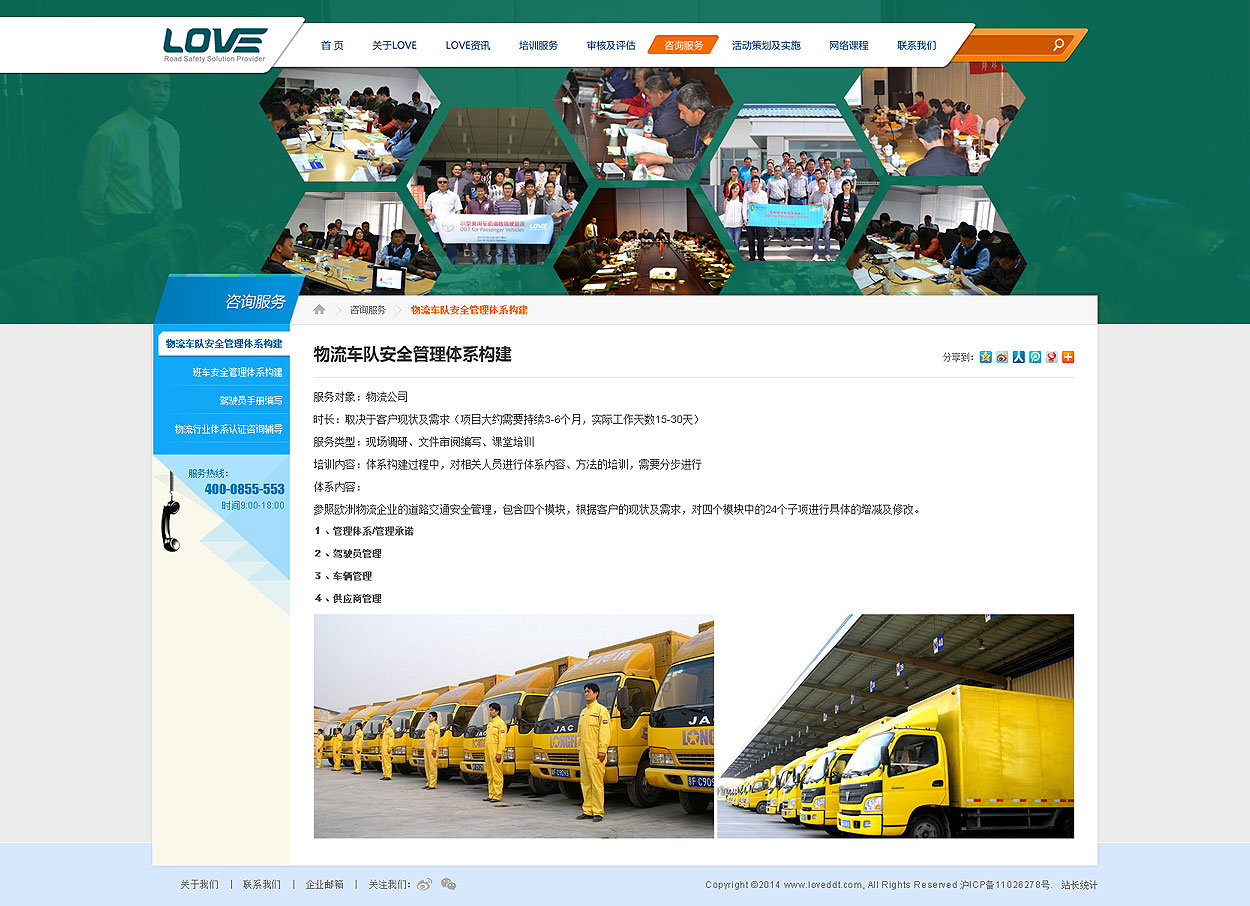 LOVE
Road Safety Solution Provider
首 页 关于LOVE LOVE资讯 培训服务 审核及评估 咨询服务 活动策划及实施 网络课程 联系我们
小型乘用车防御性驾驶培训
DDT for Passenger Vehicles
LOVE
LOVE
咨询服务
咨询服务 物流车队安全管理体系构建
物流车队安全管理体系构建
班车安全管理体系构建
驾驶员手册编写
物流行业体系认证咨询辅导
服务热线：
400-0855-553
时间9:00-18:00
物流车队安全管理体系构建
分享到：
服务对象：物流公司
时长：取决于客户现状及需求（项目大约需要持续3-6个月，实际工作天数15-30天）
服务类型：现场调研、文件审阅编写、课堂培训
培训内容：体系构建过程中，对相关人员进行体系内容、方法的培训，需要分步进行
体系内容：
参照欧洲物流企业的道路交通安全管理，包含四个模块，根据客户的现状及需求，对四个模块中的24个子项进行具体的增减及修改。
1、管理体系/管理承诺
2、驾驶员管理
3、车辆管理
4、供应商管理
JAC
JAC
关于我们 | 联系我们 | 企业邮箱 | 关注我们：
Copyright ©2014 www.loveddt.com, All Rights Reserved 沪ICP备11026278号. 站长统计